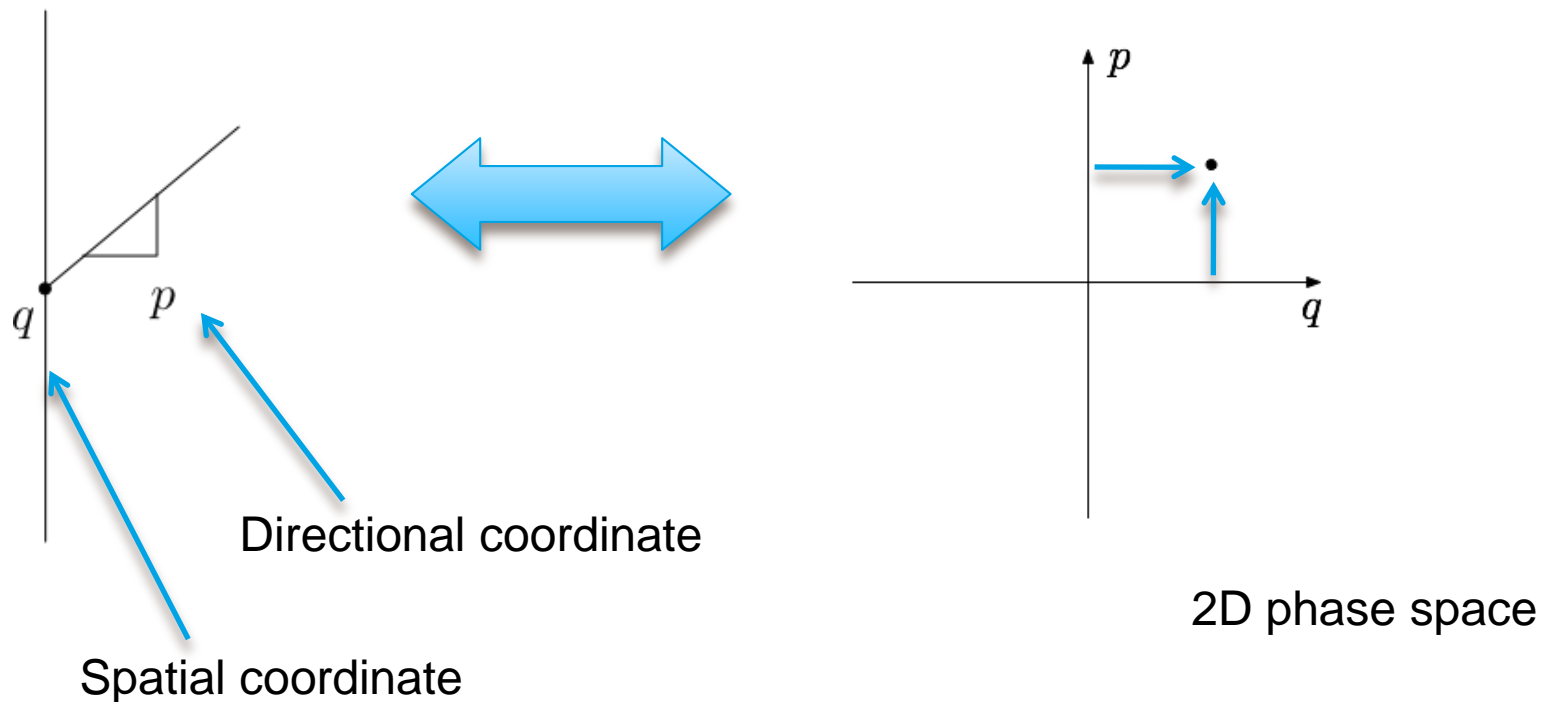 p
q
p
q
Directional coordinate
2D phase space
Spatial coordinate